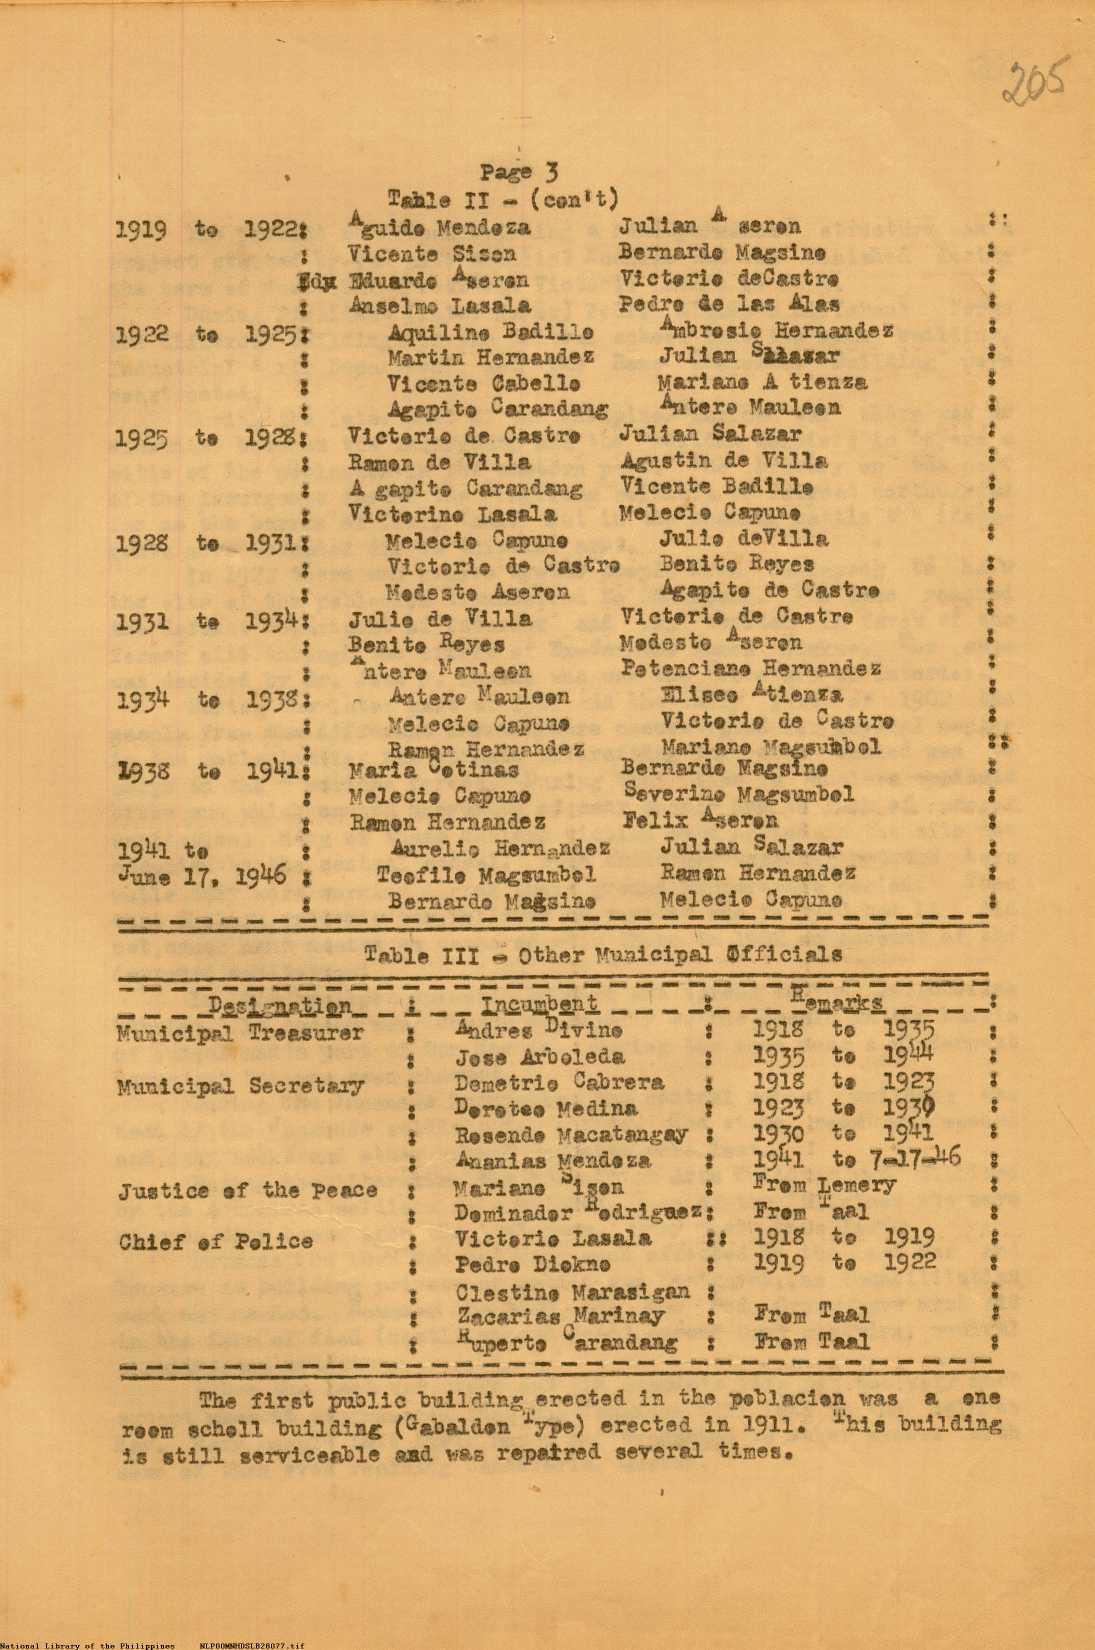 205
Page 3
Table II - (con't)
1919 to 1922: Aguido Mendoza Julian A seron ::
: Vicente Sison Bernardo Magsino :
Edu Eduardo Aseron Victorio deCastro :
: Anselmo Lasala Pedro de las Alas :
1922 to 1925: Aquilino Badillo Ambrosio Hernandez :
: Martin Hernandez Julian Salazar :
: Vicente Cabello Mariano A tienza :
: Agapito Carandang Antero Mauleon :
1925 to 1928: Victorio de Castro Julian Salazar :
: Ramon de Villa Agustin de Villa :
: A gapito Carandang Vicente Badillo :
: Victorino Lasala Melecio Capuno :
1928 to 1931: Melecio Capuno Julio deVilla :
: Victorio de Castro Benito Reyes :
: Modesto Aseron Agapito de Castro :
1931 to 1934: Julio de Villa Victorio de Castro :
: Benito Reyes Modesto Aseron :
: Antero Mauleon Potenciano Hernandez :
1934 to 1938: - Antero Mauleon Eliseo Atienza :
: Melecio Capuno Victorio de Castro :
: Ramon Hernandez Mariano Magsumbol ::
1938 to 1941: Maria Cotinas Bernardo Magsino :
: Melecio Capuno Severino Magsumbol :
: Ramon Hernandez Felix Aseron :
1941 to : Aurelio Hernandez Julian Salazar :
June 17, 1946 : Teofilo Magsumbol Ramon Hernandez :
: Bernardo Magsino Melecio Capuno :
Table III - Other Municipal Officials
Designation : Incumbent : Remarks :
Municipal Treasurer : Andres Divino : 1918 to 1935 :
: Jose Arboleda : 1935 to 1944 :
Municipal Secretary : Demetrio Cabrera : 1918 to 1923 :
: Doroteo Medina : 1923 to 1930 :
: Rosendo Macatangay : 1930 to 1941 :
: Ananias Mendoza : 1941 to 7-17-46 :
Justice of the Peace : Mariano Sison : From Lemery :
: Dominador Rodriguez: From Taal :
Chief of Police : Victorio Lasala :: 1918 to 1919 :
: Pedro Diokno : 1919 to 1922 :
: Clestino Marasigan : :
: Zacarias Marinay : From Taal :
: Ruperto Carandang : From Taal :
The first public building erected in the poblacion was a one
room scholl building (Gabaldon Type) erected in 1911. This building
is still serviceable and was repaired several times.
National Library of the Philippines NLP00MNHDSLB28077.tif